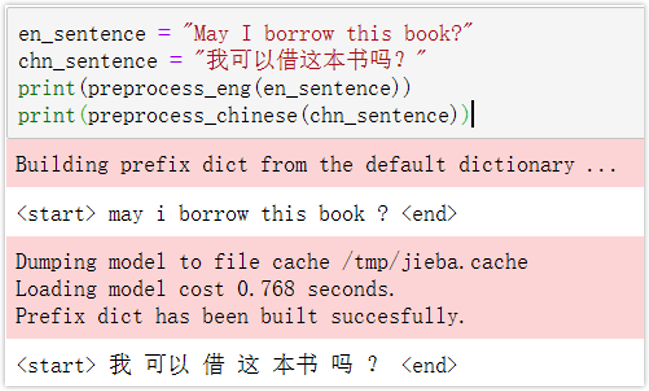 en_sentence = "May I borrow this book?"
chn_sentence = "我可以借这本书吗？"
print(preprocess_eng(en_sentence))
print(preprocess_chinese(chn_sentence))
Building prefix dict from the default dictionary ...
<start> may i borrow this book ? <end>
Dumping model to file cache /tmp/jieba.cache
Loading model cost 0.768 seconds.
Prefix dict has been built succesfully.
<start> 我 可以 借 这 本书 吗 ？ <end>